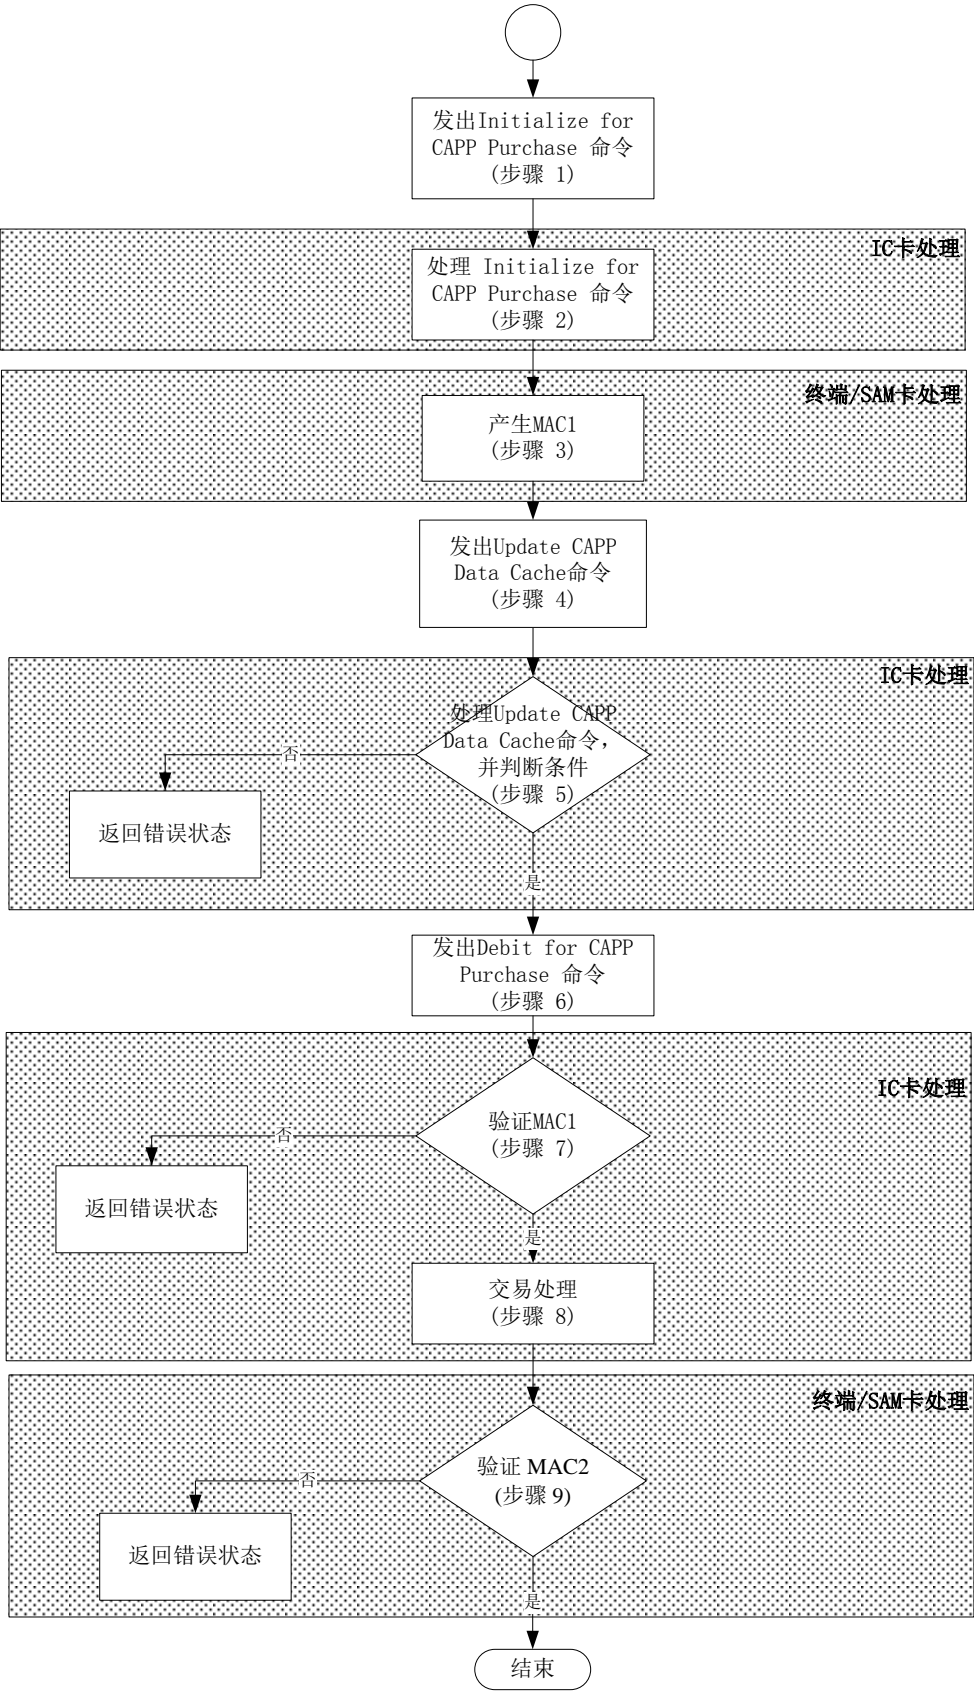 发出Initialize for
CAPP Purchase 命令
(步骤 1)
IC卡处理
处理 Initialize for
CAPP Purchase 命令
(步骤 2)
终端/SAM卡处理
产生MAC1
(步骤 3)
发出Update CAPP
Data Cache命令
(步骤 4)
IC卡处理
处理Update CAPP
Data Cache命令，
并判断条件
(步骤 5)
否
返回错误状态
是
发出Debit for CAPP
Purchase 命令
(步骤 6)
IC卡处理
验证MAC1
(步骤 7)
否
返回错误状态
是
交易处理
(步骤 8)
终端/SAM卡处理
验证 MAC2
(步骤 9)
否
返回错误状态
是
结束